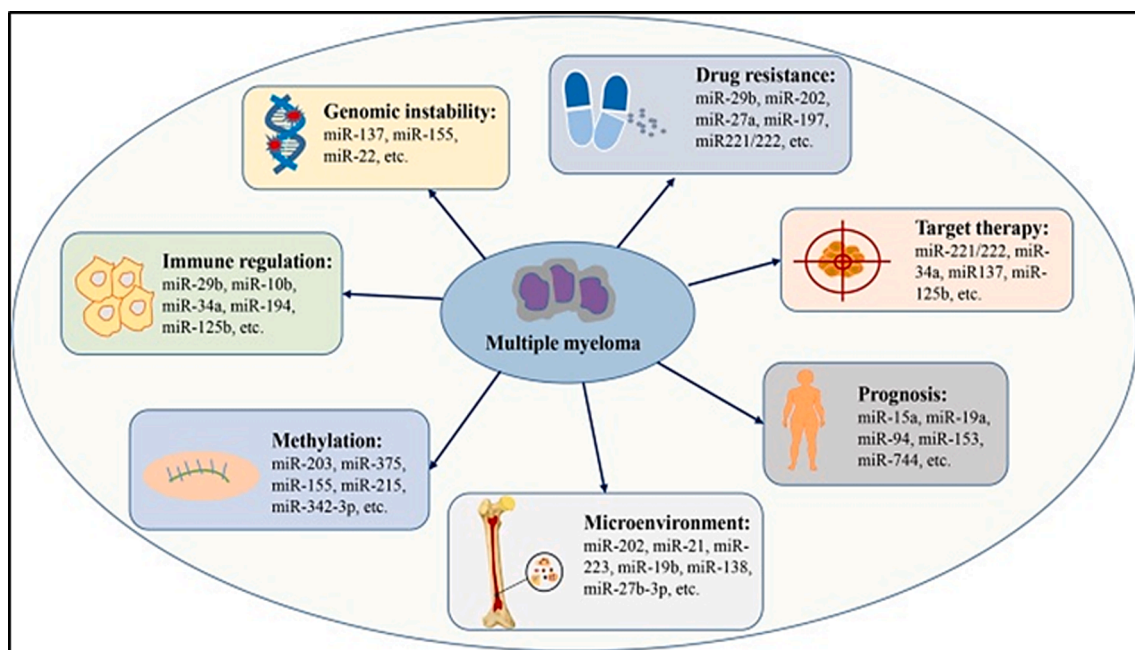 Drug resistance:
miR-29b, miR-202,
miR-27a, miR-197,
miR221/222, etc.
Genomic instability:
miR-137, miR-155,
miR-22, etc.
Target therapy:
miR-221/222, miR-
34a, miR137, miR-
125b, etc.
Immune regulation:
miR-29b, miR-10b,
miR-34a, miR-194,
miR-125b, etc.
Multiple myeloma
Prognosis:
miR-15a, miR-19a,
miR-94, miR-153,
miR-744, etc.
Methylation:
miR-203, miR-375,
miR-155, miR-215,
miR-342-3p, etc.
Microenvironment:
miR-202, miR-21, miR-
223, miR-19b, miR-138,
miR-27b-3p, etc.